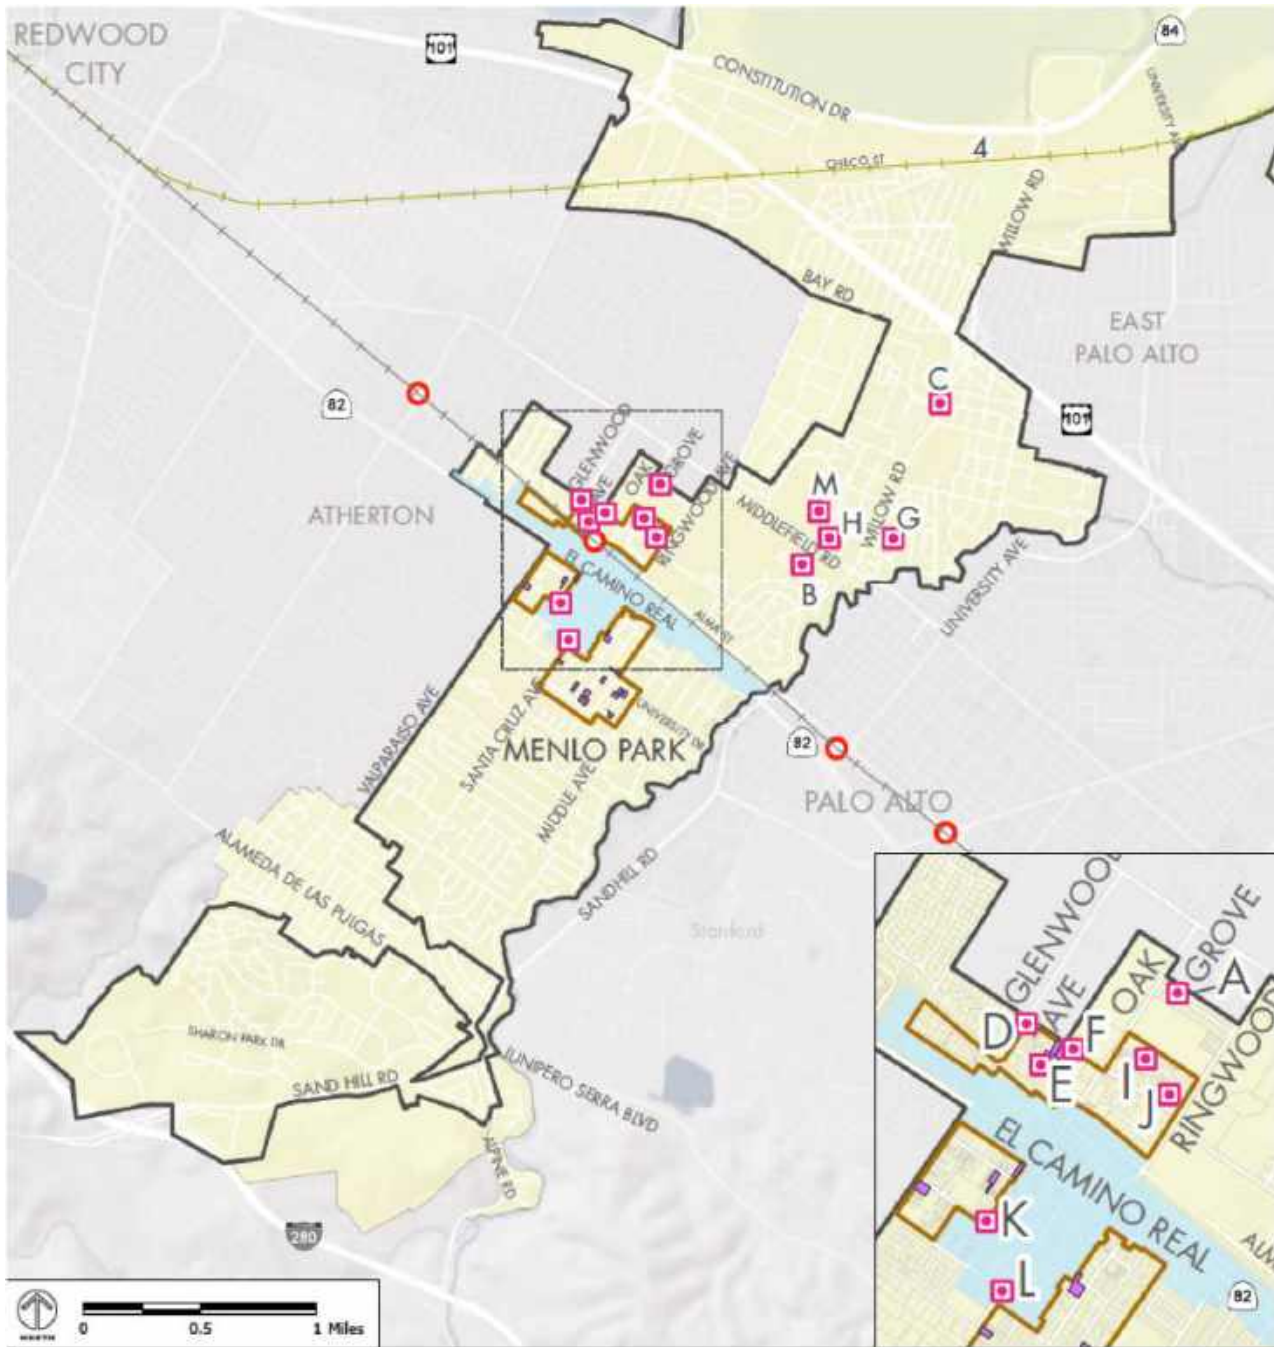 REDWOOD
CITY
101
84
CONSTITUTION DR
UNIVERSITY AVE
CHILCO ST
4
WILLOW RD
BAY RD
EAST
PALO ALTO
C
82
101
GLENWOOD
AVE
OAK
GROVE
RINGWOOD AVE
ATHERTON
M
MIDDLEFIELD RD
H
WILLOW RD
G
B
UNIVERSITY AVE
EL CAMINO REAL
ALMA ST
VALPARAISO AVE
SANTA CRUZ AVE
UNIVERSITY DR
MENLO PARK
MIDDLE AVE
82
PALO ALTO
ALAMEDA DE LAS PULGAS
SANDHILL RD
Stanford
SHARON PARK DR
SAND HILL RD
JUNIPERO SERRA BLVD
ALPINE RD
280
NORTH
0 0.5 1 Miles
GLENWOOD
AVE
OAK
GROVE
A
RINGWOOD
D
F
E
I
J
EL CAMINO REAL
K
ALM
L
82